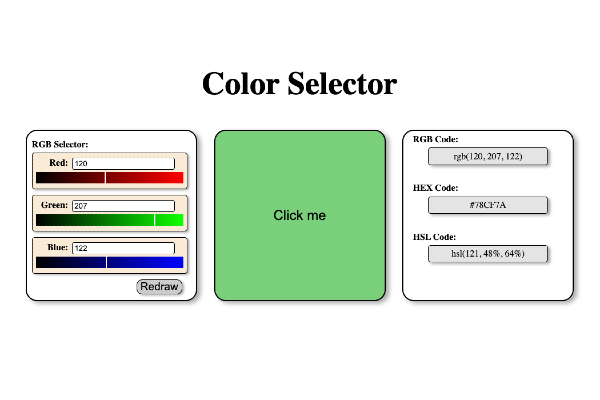 Color Selector
RGB Selector:
Red: 120
Green: 207
Blue: 122
Redraw
Click me
RGB Code:
rgb(120, 207, 122)
HEX Code:
#78CF7A
HSL Code:
hsl(121, 48%, 64%)